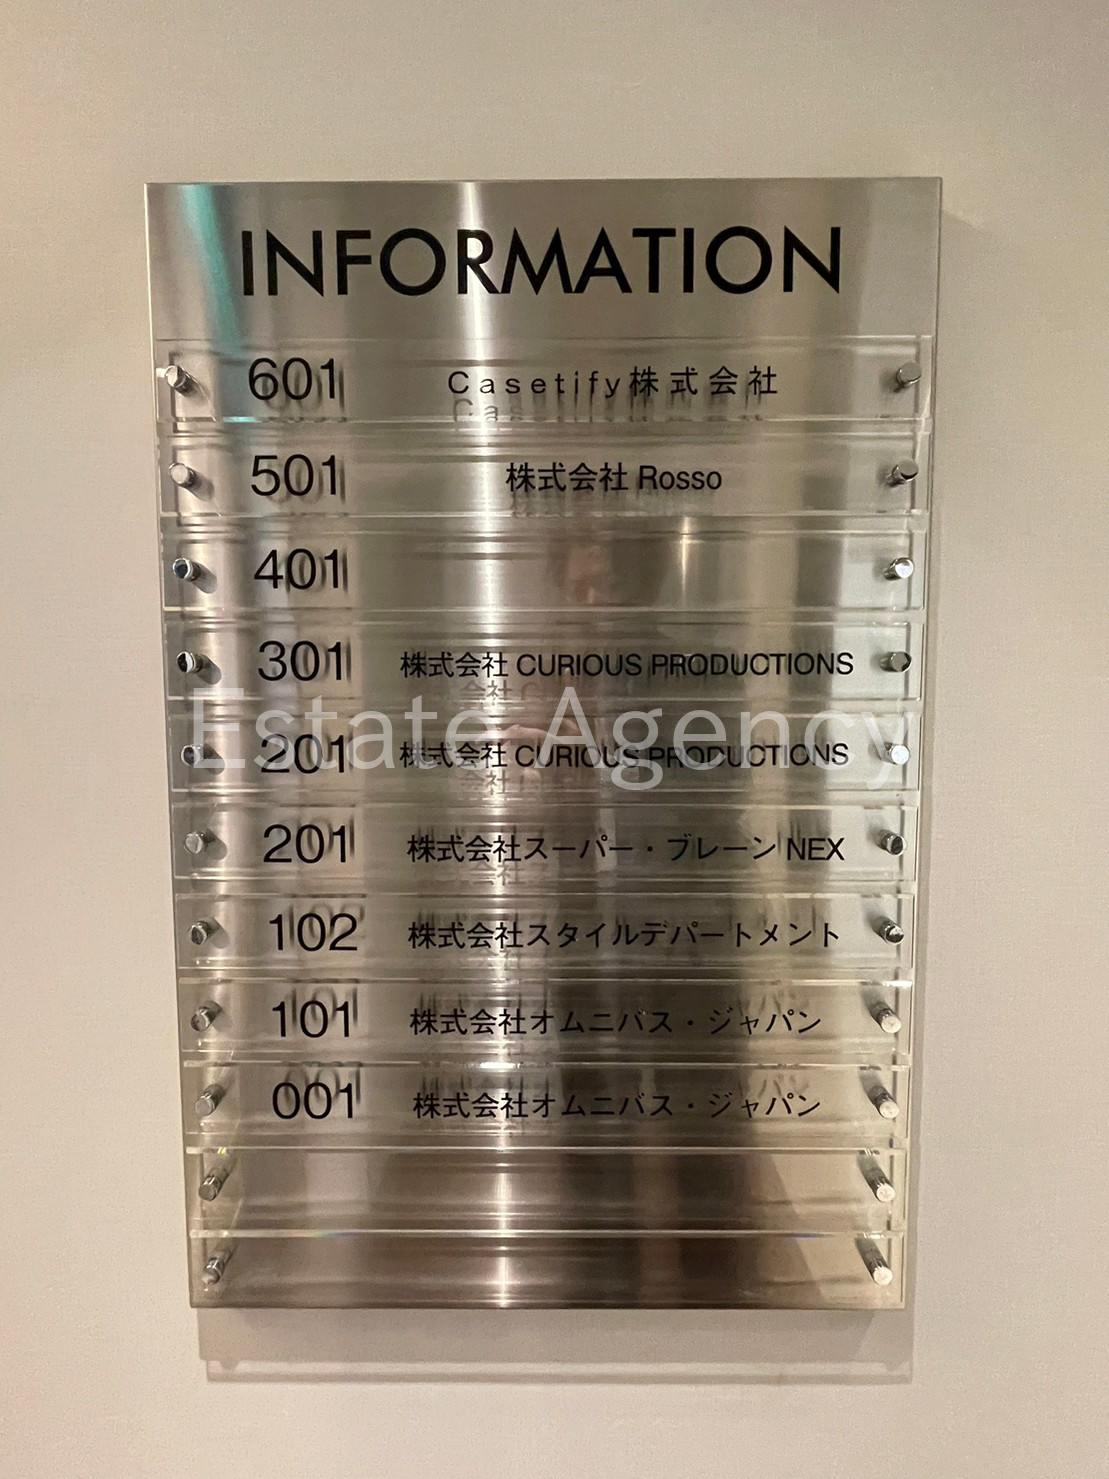 INFORMATION
601 Casetify株式会社
501 株式会社 Rosso
401
301 株式会社 CURIOUS PRODUCTIONS
Estate Agency
201 株式会社 CURIOUS PRODUCTIONS
201 株式会社スーパー・ブレーン NEX
102 株式会社スタイルデパートメント
101 株式会社オムニバス・ジャパン
001 株式会社オムニバス・ジャパン